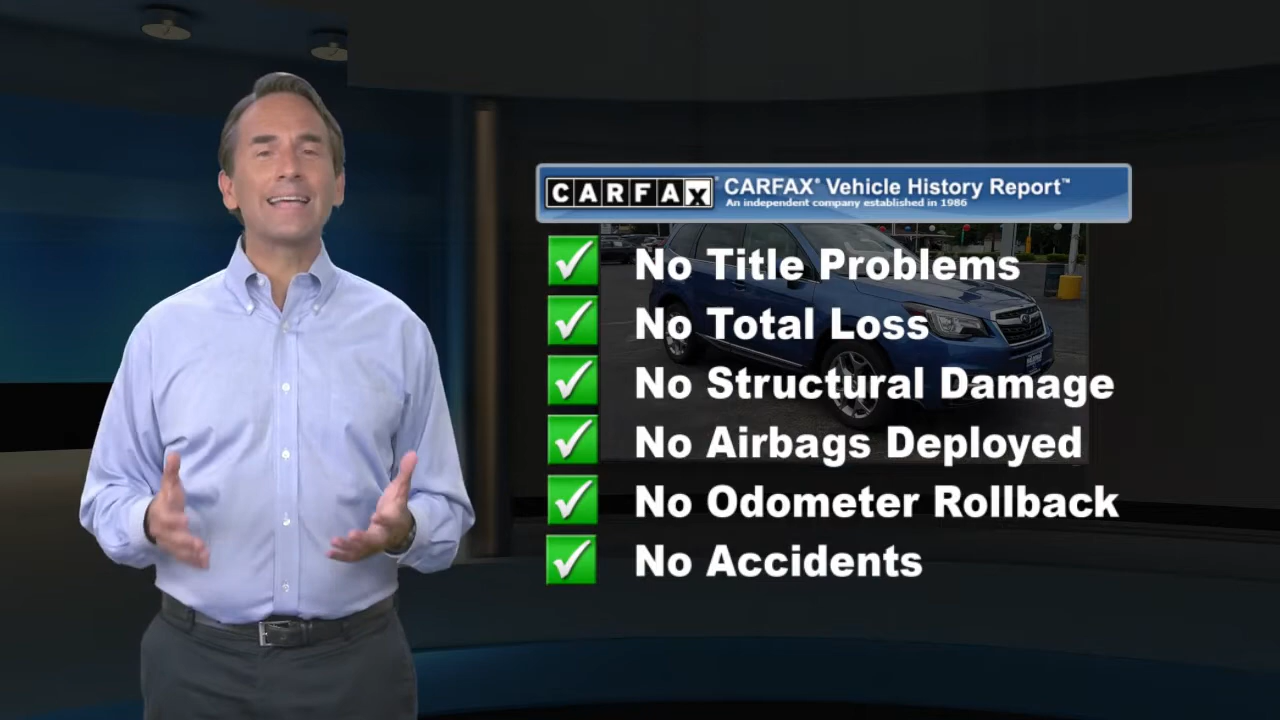 CARFAX® CARFAX® Vehicle History Report™
An independent company established in 1986
No Title Problems
No Total Loss
No Structural Damage
No Airbags Deployed
No Odometer Rollback
No Accidents